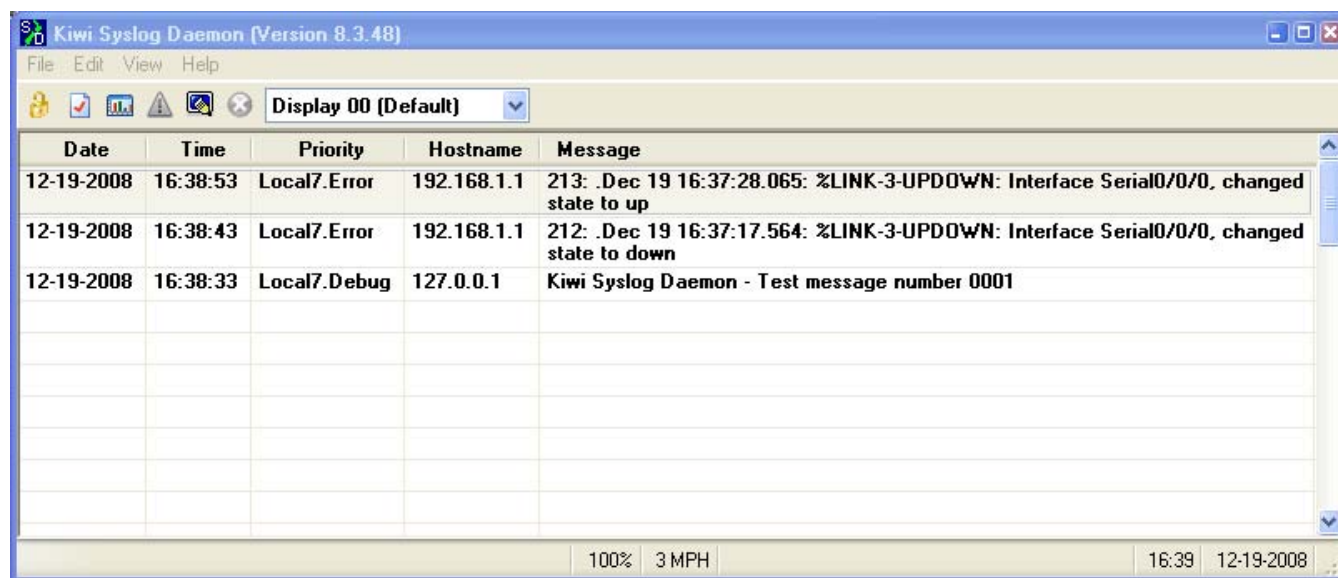 Kiwi Syslog Daemon (Version 8.3.48)
File Edit View Help
Display 00 (Default)
Date Time Priority Hostname Message
12-19-2008 16:38:53 Local7.Error 192.168.1.1 213: .Dec 19 16:37:28.065: %LINK-3-UPDOWN: Interface Serial0/0/0, changed
state to up
12-19-2008 16:38:43 Local7.Error 192.168.1.1 212: .Dec 19 16:37:17.564: %LINK-3-UPDOWN: Interface Serial0/0/0, changed
state to down
12-19-2008 16:38:33 Local7.Debug 127.0.0.1 Kiwi Syslog Daemon - Test message number 0001
100% 3 MPH 16:39 12-19-2008